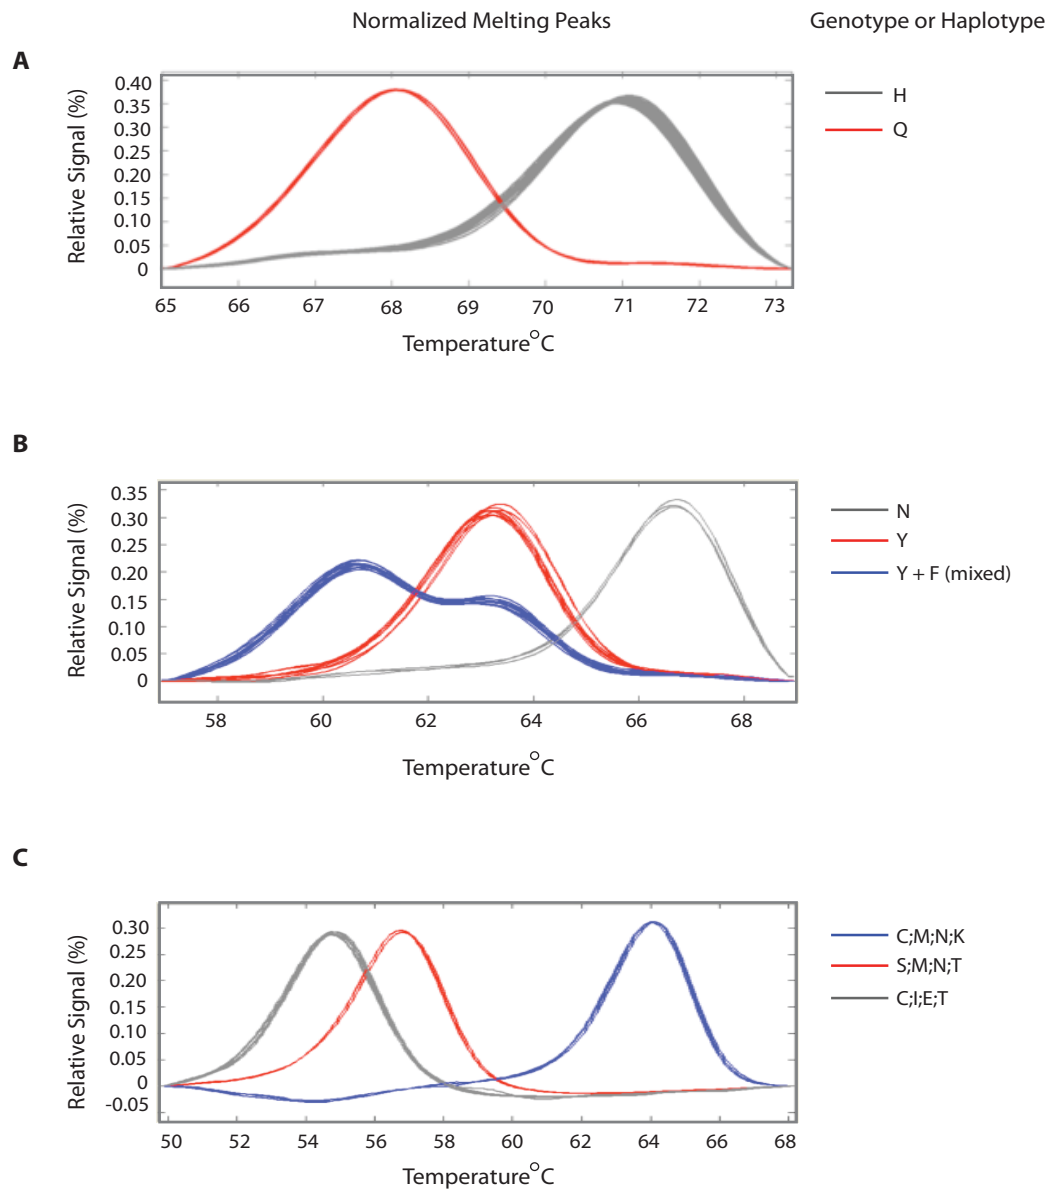 Normalized Melting Peaks
Genotype or Haplotype
A
Relative Signal (%)
0.40
0.35
0.30
0.25
0.20
0.15
0.10
0.05
0
65 66 67 68 69 70 71 72 73
Temperature°C
H
Q
B
Relative Signal (%)
0.35
0.30
0.25
0.20
0.15
0.10
0.05
0
58 60 62 64 66 68
Temperature°C
N
Y
Y + F (mixed)
C
Relative Signal (%)
0.30
0.20
0.15
0.10
0.05
0
-0.05
50 52 54 56 58 60 62 64 66 68
Temperature°C
C;M;N;K
S;M;N;T
C;I;E;T